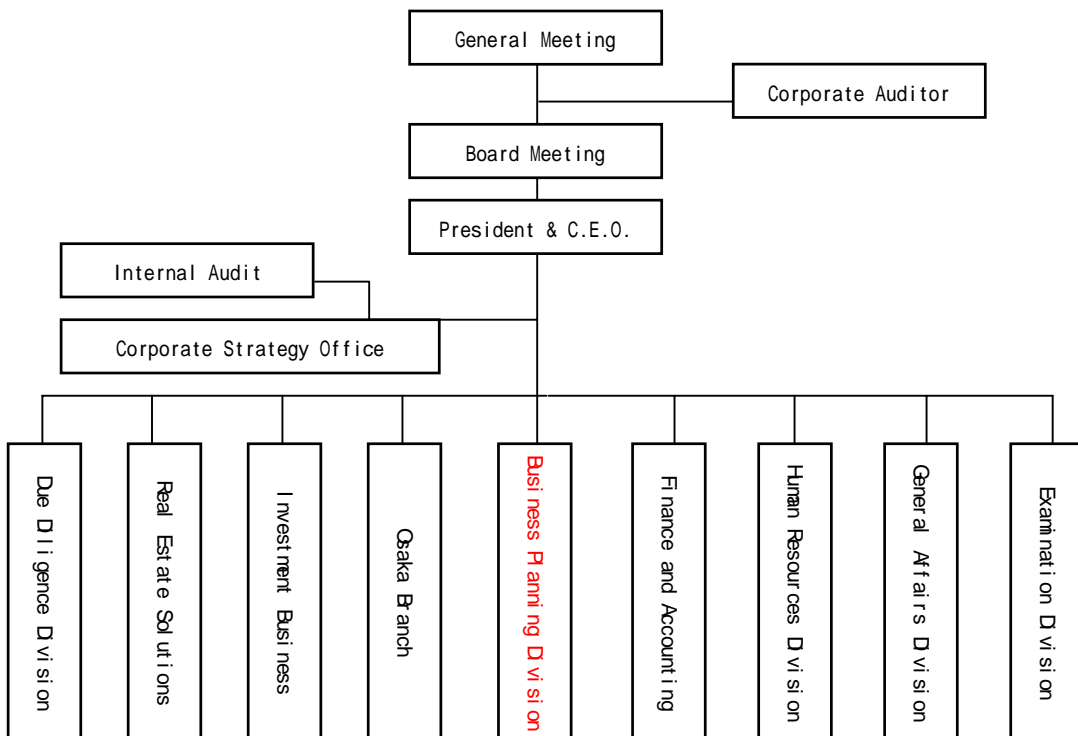 General Meeting
Corporate Auditor
Board Meeting
President & C.E.O.
Internal Audit
Corporate Strategy Office
Due Diligence Division
Real Estate Solutions
Investment Business
Osaka Branch
Business Planning Division
Finance and Accounting
Human Resources Division
General Affairs Division
Examination Division